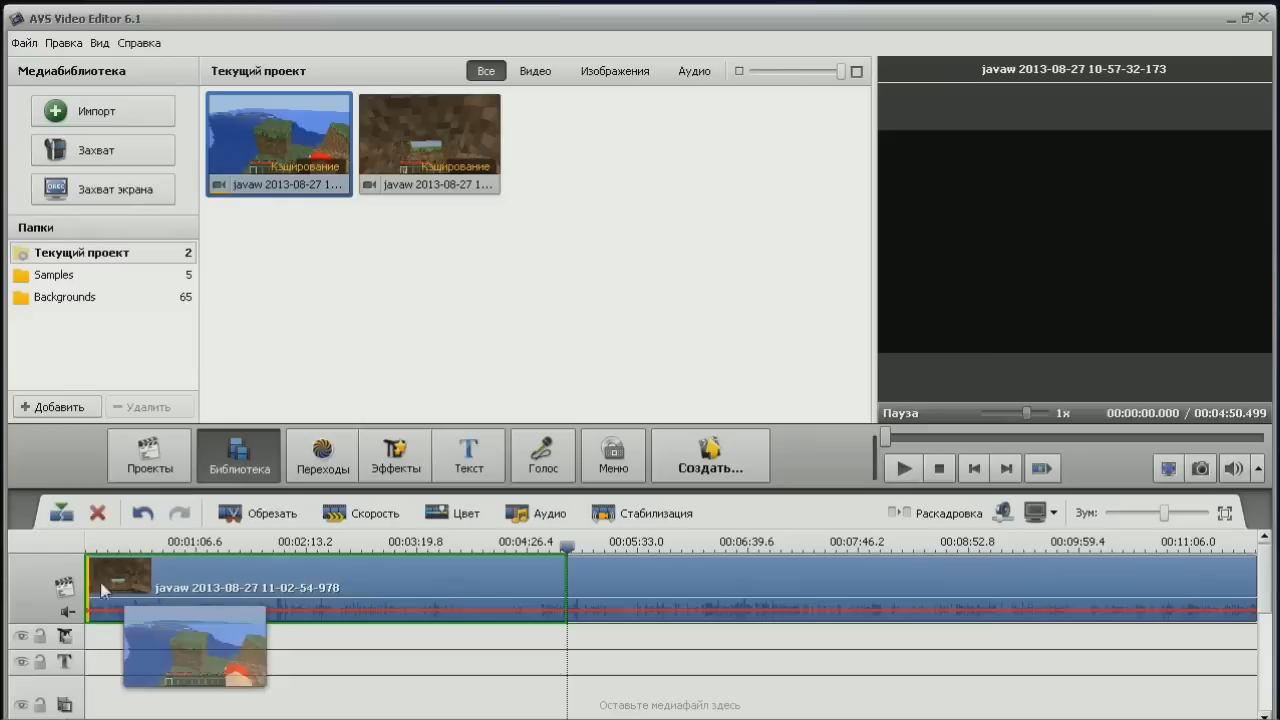 AVS Video Editor 6.1
Файл Правка Вид Справка
Медиабиблиотека
Текущий проект
Все Видео Изображения Аудио
javaw 2013-08-27 10-57-32-173
Импорт
Захват
Захват экрана
Кэширование
Кэширование
javaw 2013-08-27 1...
javaw 2013-08-27 1...
Папки
Текущий проект 2
Samples 5
Backgrounds 65
Добавить
Удалить
Пауза 1x 00:00:00.000 / 00:04:50.499
Проекты Библиотека Переходы Эффекты Текст Голос Меню Создать...
Обрезать Скорость Цвет Аудио Стабилизация Раскадровка Зум:
00:01:06.6 00:02:13.2 00:03:19.8 00:04:26.4 00:05:33.0 00:06:39.6 00:07:46.2 00:08:52.8 00:09:59.4 00:11:06.0
javaw 2013-08-27 11-02-54-978
T
Оставьте медиафайл здесь